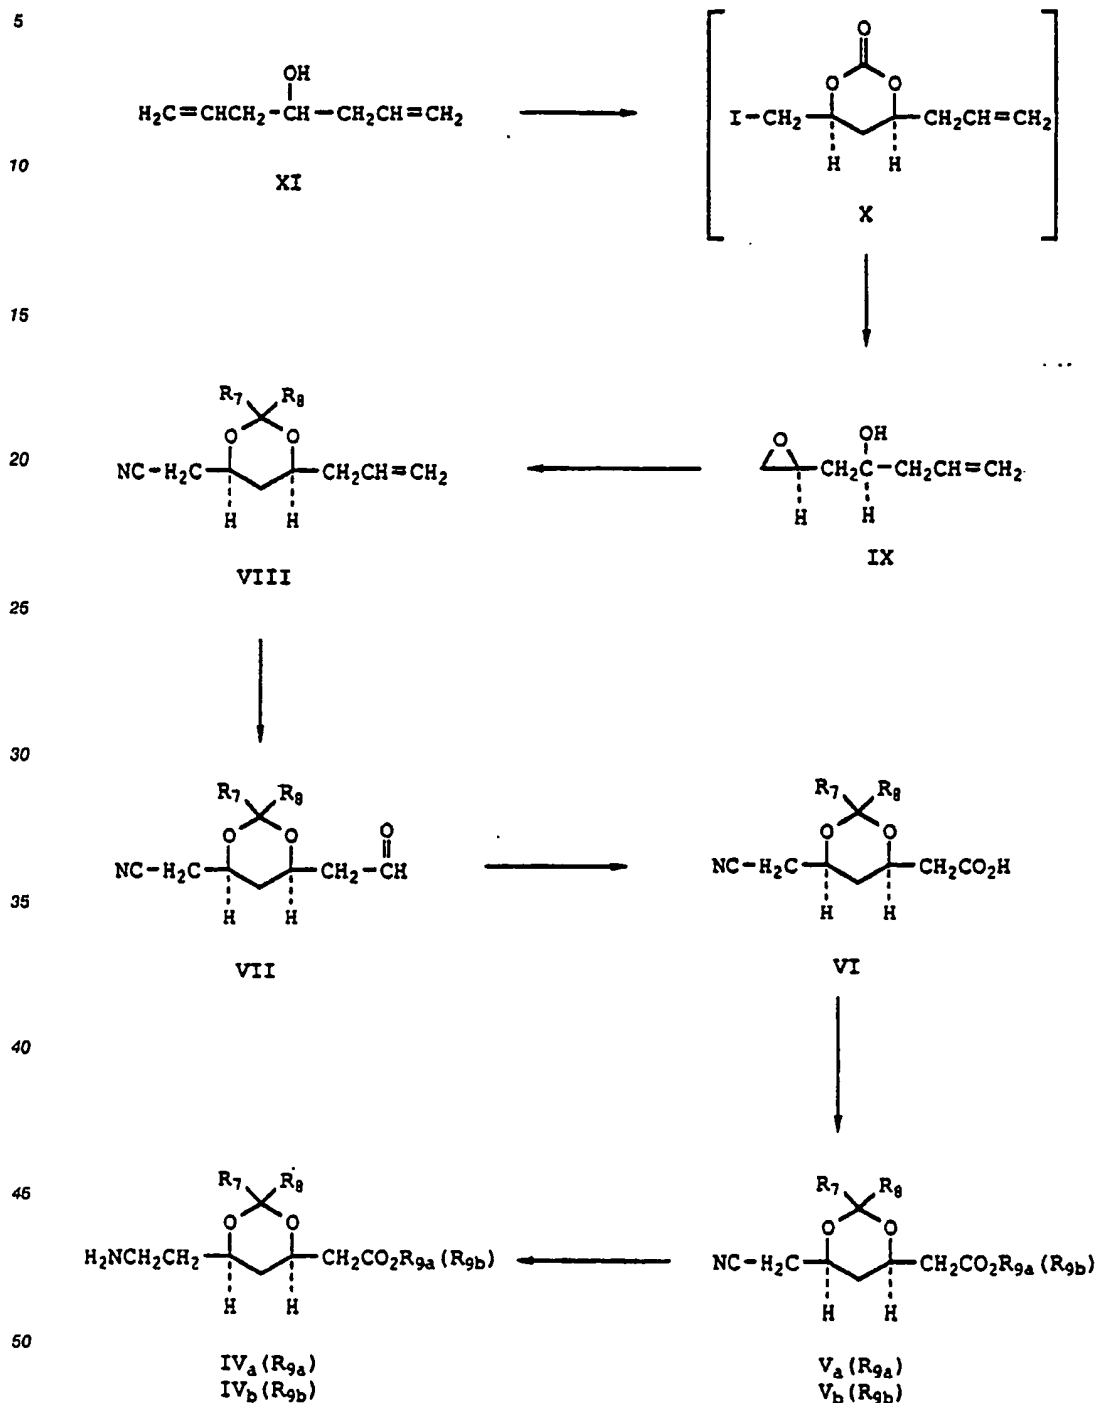 5
OH
H₂C=CHCH₂-CH-CH₂CH=CH₂
XI
O
O O
I-CH₂ CH₂CH=CH₂
H H
X
10
15
R₇ R₈
O O
NC-H₂C CH₂CH=CH₂
H H
VIII
20
O OH
CH₂C CH₂CH=CH₂
H H
IX
25
30
R₇ R₈
O O O
NC-H₂C CH₂-CH
H H
VII
35
R₇ R₈
O O
NC-H₂C CH₂CO₂H
H H
VI
40
45
R₇ R₈
O O
H₂NCH₂CH₂ CH₂CO₂R₉ₐ(R₉b)
H H
IVₐ(R₉ₐ)
IVb(R₉b)
R₇ R₈
O O
NC-H₂C CH₂CO₂R₉ₐ(R₉b)
H H
Vₐ(R₉ₐ)
Vb(R₉b)
50